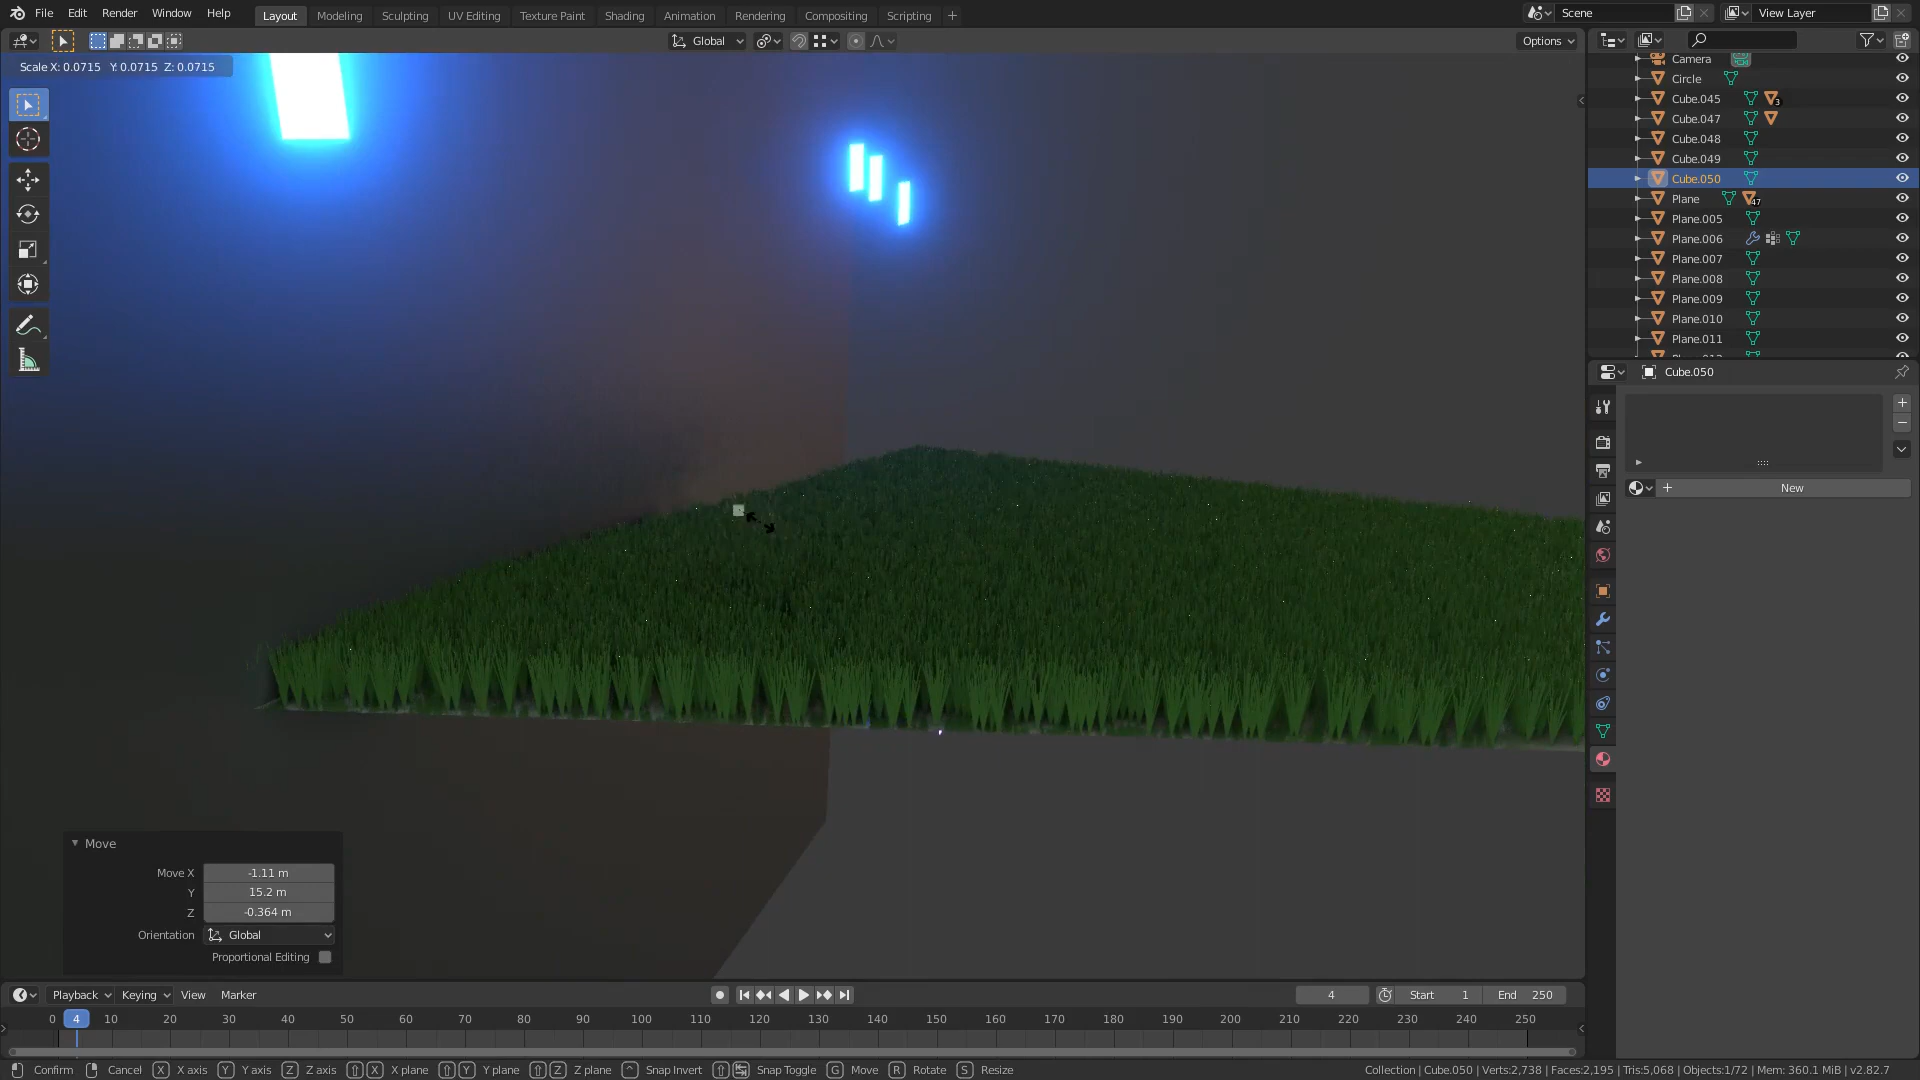 File Edit Render Window Help Layout Modeling Sculpting UV Editing Texture Paint Shading Animation Rendering Compositing Scripting + Scene View Layer
Global Options
Scale X: 0.0715 Y: 0.0715 Z: 0.0715
Camera
Circle
Cube.045 3
Cube.047
Cube.048
Cube.049
Cube.050
Plane 47
Plane.005
Plane.006
Plane.007
Plane.008
Plane.009
Plane.010
Plane.011
Cube.050
New
Move
Move X -1.11 m
Y 15.2 m
Z -0.364 m
Orientation Global
Proportional Editing
Playback Keying View Marker 4 Start 1 End 250
0 4 10 20 30 40 50 60 70 80 90 100 110 120 130 140 150 160 170 180 190 200 210 220 230 240 250
Confirm Cancel X X axis Y Y axis Z Z axis X X plane Y Y plane Z Z plane ^ Snap Invert Snap Toggle G Move R Rotate S Resize Collection | Cube.050 | Verts:2,738 | Faces:2,195 | Tris:5,068 | Objects:1/72 | Mem: 360.1 MiB | v2.82.7